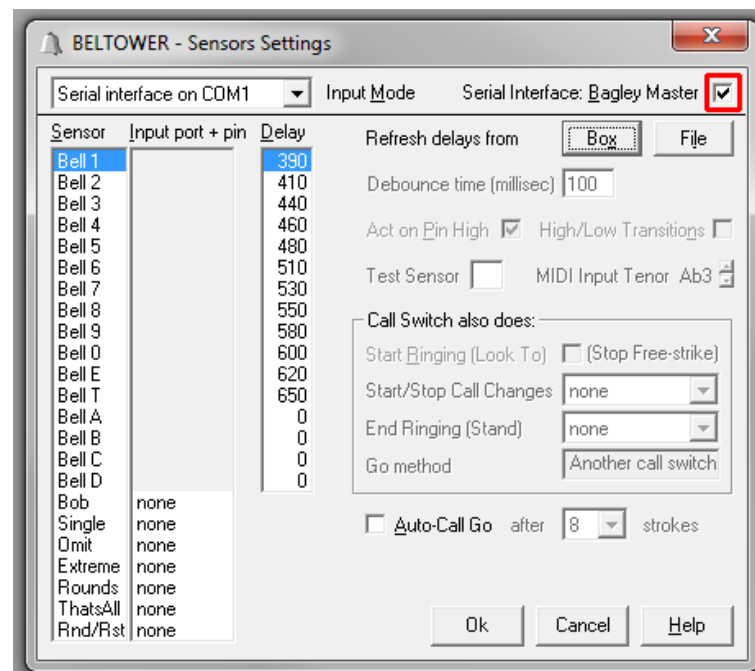 BELTOWER - Sensors Settings
Serial interface on COM1 Input Mode Serial Interface: Bagley Master
Sensor Input port + pin Delay
Bell 1 390
Bell 2 410
Bell 3 440
Bell 4 460
Bell 5 480
Bell 6 510
Bell 7 530
Bell 8 550
Bell 9 580
Bell 0 600
Bell E 620
Bell T 650
Bell A 0
Bell B 0
Bell C 0
Bell D 0
Bob none
Single none
Omit none
Extreme none
Rounds none
ThatsAll none
Rnd/Rst none
Refresh delays from Box File
Debounce time (millisec) 100
Act on Pin High High/Low Transitions
Test Sensor MIDI Input Tenor Ab3
Call Switch also does:
Start Ringing (Look To) (Stop Free-strike)
Start/Stop Call Changes none
End Ringing (Stand) none
Go method Another call switch
Auto-Call Go after 8 strokes
Ok Cancel Help